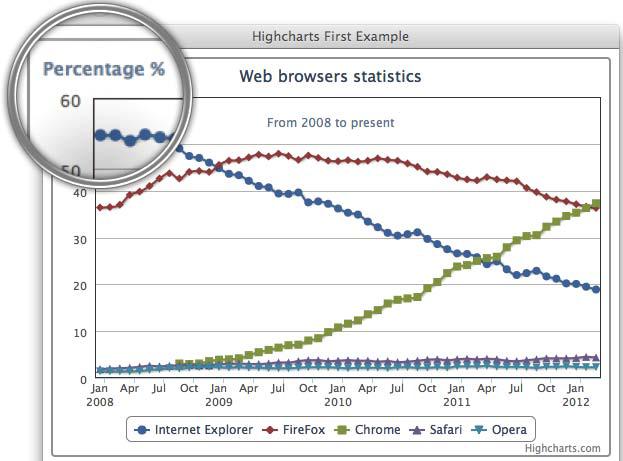 Highcharts First Example
Percentage %
Web browsers statistics
From 2008 to present
60
50
40
30
20
10
0
Jan Apr Jul Oct Jan Apr Jul Oct Jan Apr Jul Oct Jan Apr Jul Oct Jan
2008 2009 2010 2011 2012
Internet Explorer FireFox Chrome Safari Opera
Highcharts.com